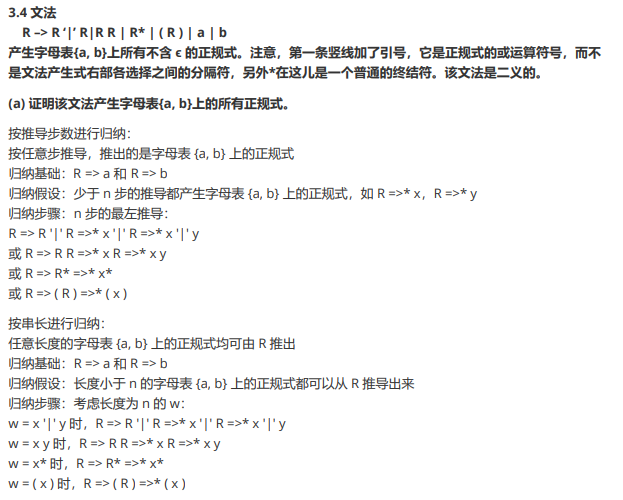 3.4 文法
R –> R ‘|’ R|R R | R* | ( R ) | a | b
产生字母表{a, b}上所有不含 ϵ 的正规式。注意，第一条竖线加了引号，它是正规式的或运算符号，而不
是文法产生式右部各选择之间的分隔符，另外*在这儿是一个普通的终结符。该文法是二义的。
(a) 证明该文法产生字母表{a, b}上的所有正规式。
按推导步数进行归纳：
按任意步推导，推出的是字母表 {a, b} 上的正规式
归纳基础：R => a 和 R => b
归纳假设：少于 n 步的推导都产生字母表 {a, b} 上的正规式，如 R =>* x，R =>* y
归纳步骤：n 步的最左推导：
R => R '|' R =>* x '|' R =>* x '|' y
或 R => R R =>* x R =>* x y
或 R => R* =>* x*
或 R => ( R ) =>* ( x )
按串长进行归纳：
任意长度的字母表 {a, b} 上的正规式均可由 R 推出
归纳基础：R => a 和 R => b
归纳假设：长度小于 n 的字母表 {a, b} 上的正规式都可以从 R 推导出来
归纳步骤：考虑长度为 n 的 w：
w = x '|' y 时，R => R '|' R =>* x '|' R =>* x '|' y
w = x y 时，R => R R =>* x R =>* x y
w = x* 时，R => R* =>* x*
w = ( x ) 时，R => ( R ) =>* ( x )